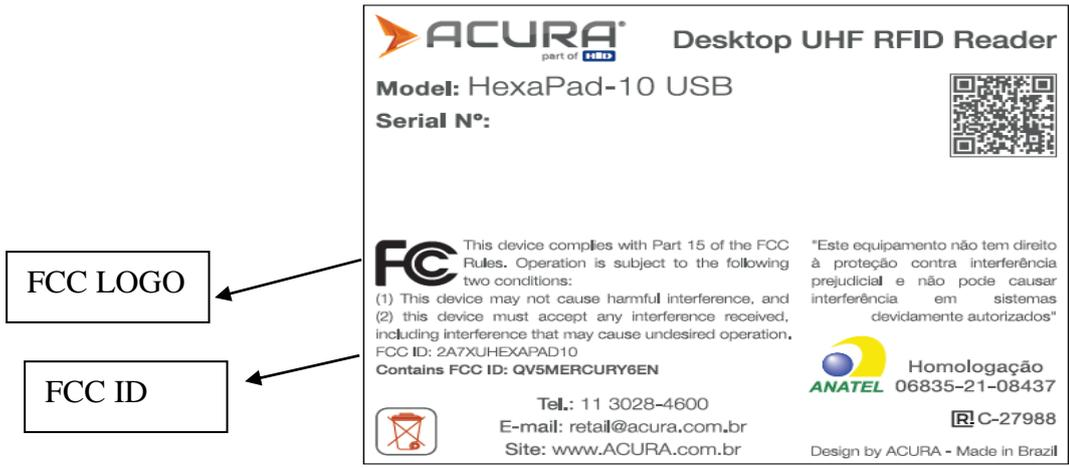 ACURA
part of HID
Desktop UHF RFID Reader
Model: HexaPad-10 USB
Serial Nº:
FCC LOGO
FCC ID
FC This device complies with Part 15 of the FCC
Rules. Operation is subject to the following
two conditions:
(1) This device may not cause harmful interference, and
(2) this device must accept any interference received,
including interference that may cause undesired operation.
FCC ID: 2A7XUHEXAPAD10
Contains FCC ID: QV5MERCURY6EN
"Este equipamento não tem direito
à proteção contra interferência
prejudicial e não pode causar
interferência em sistemas
devidamente autorizados"
ANATEL
Homologação
06835-21-08437
Tel.: 11 3028-4600
E-mail: retail@acura.com.br
Site: www.ACURA.com.br
R! C-27988
Design by ACURA - Made in Brazil